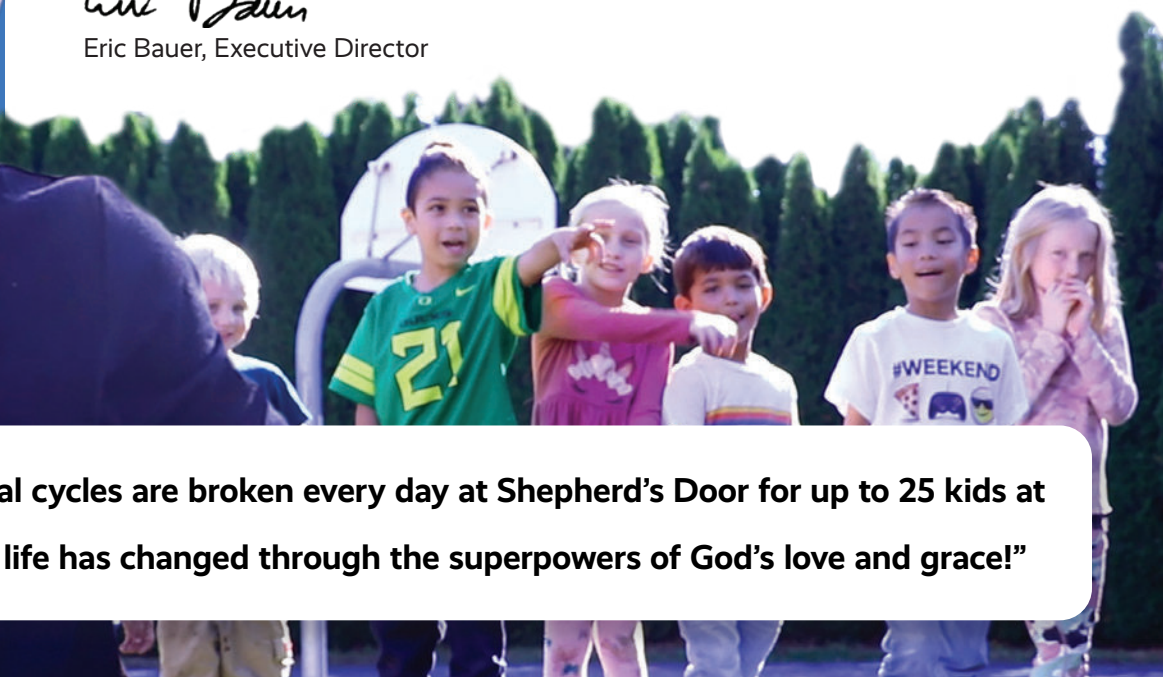 Eric Bauer, Executive Director
21
#WEEKEND
al cycles are broken every day at Shepherd’s Door for up to 25 kids at
life has changed through the superpowers of God’s love and grace!”